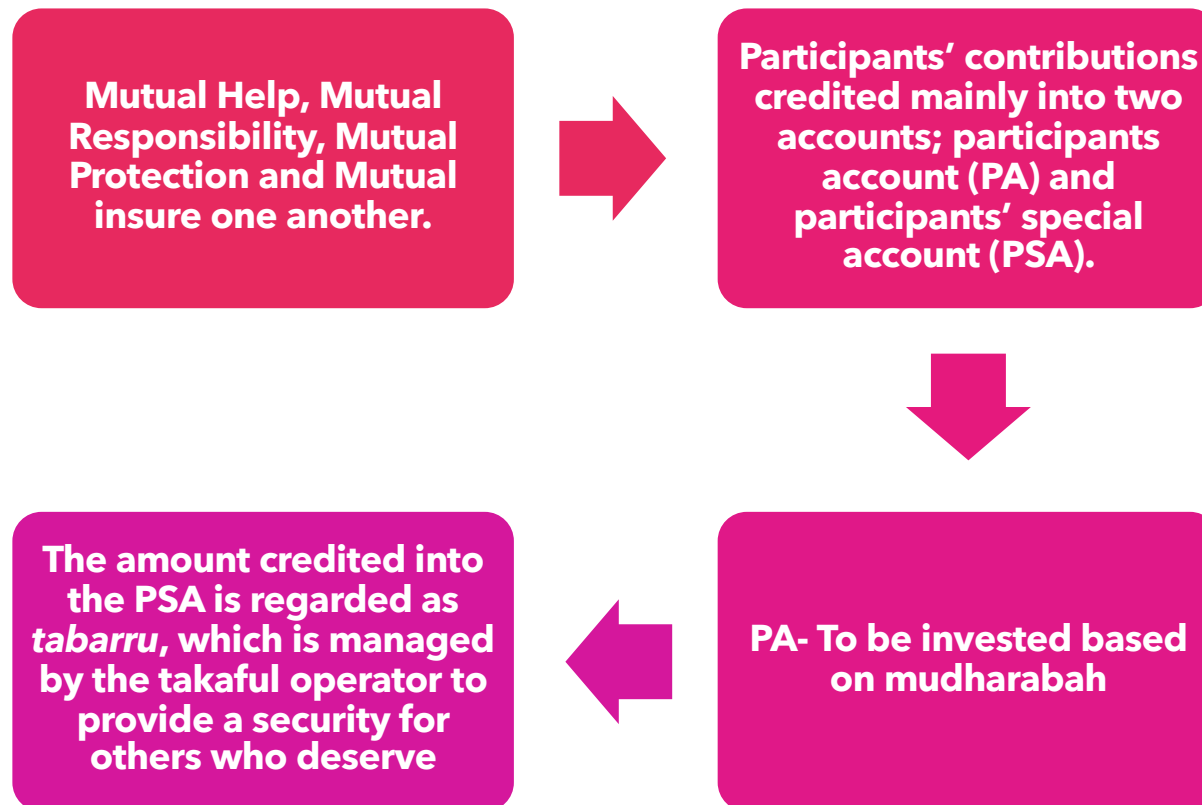 Mutual Help, Mutual
Responsibility, Mutual
Protection and Mutual
insure one another.
Participants’ contributions
credited mainly into two
accounts; participants
account (PA) and
participants’ special
account (PSA).
PA- To be invested based
on mudharabah
The amount credited into
the PSA is regarded as
tabarru, which is managed
by the takaful operator to
provide a security for
others who deserve